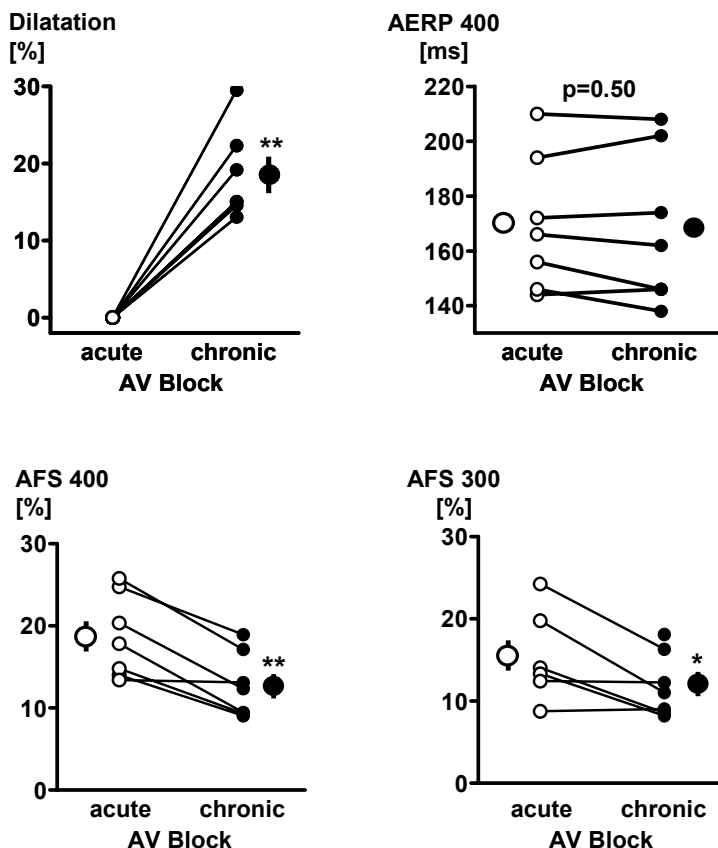 Dilatation
[%]
30
20
10
0
**
acute chronic
AV Block
AERP 400
[ms]
220
200
180
160
140
p=0.50
acute chronic
AV Block
AFS 400
[%]
30
20
10
0
**
acute chronic
AV Block
AFS 300
[%]
30
20
10
0
*
acute chronic
AV Block